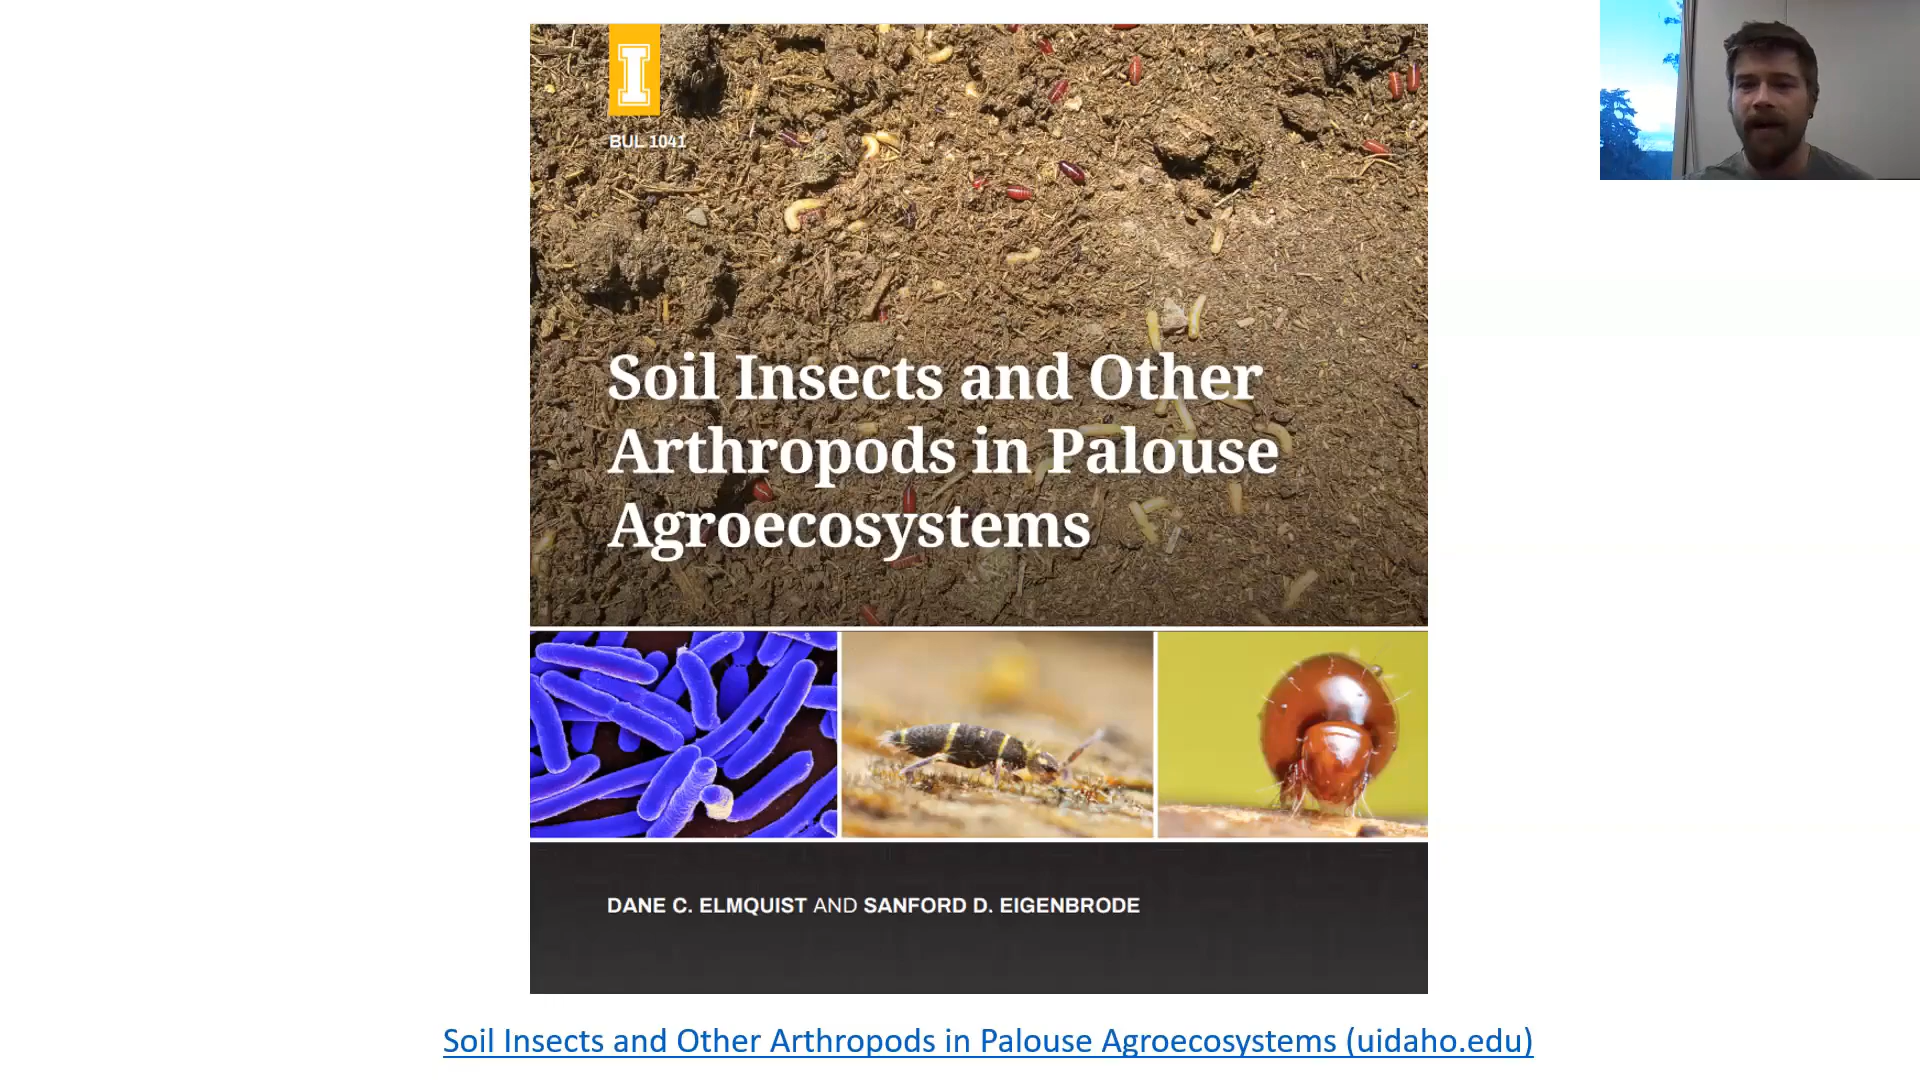 I
BUL 1041
Soil Insects and Other
Arthropods in Palouse
Agroecosystems
DANE C. ELMQUIST AND SANFORD D. EIGENBRODE
Soil Insects and Other Arthropods in Palouse Agroecosystems (uidaho.edu)